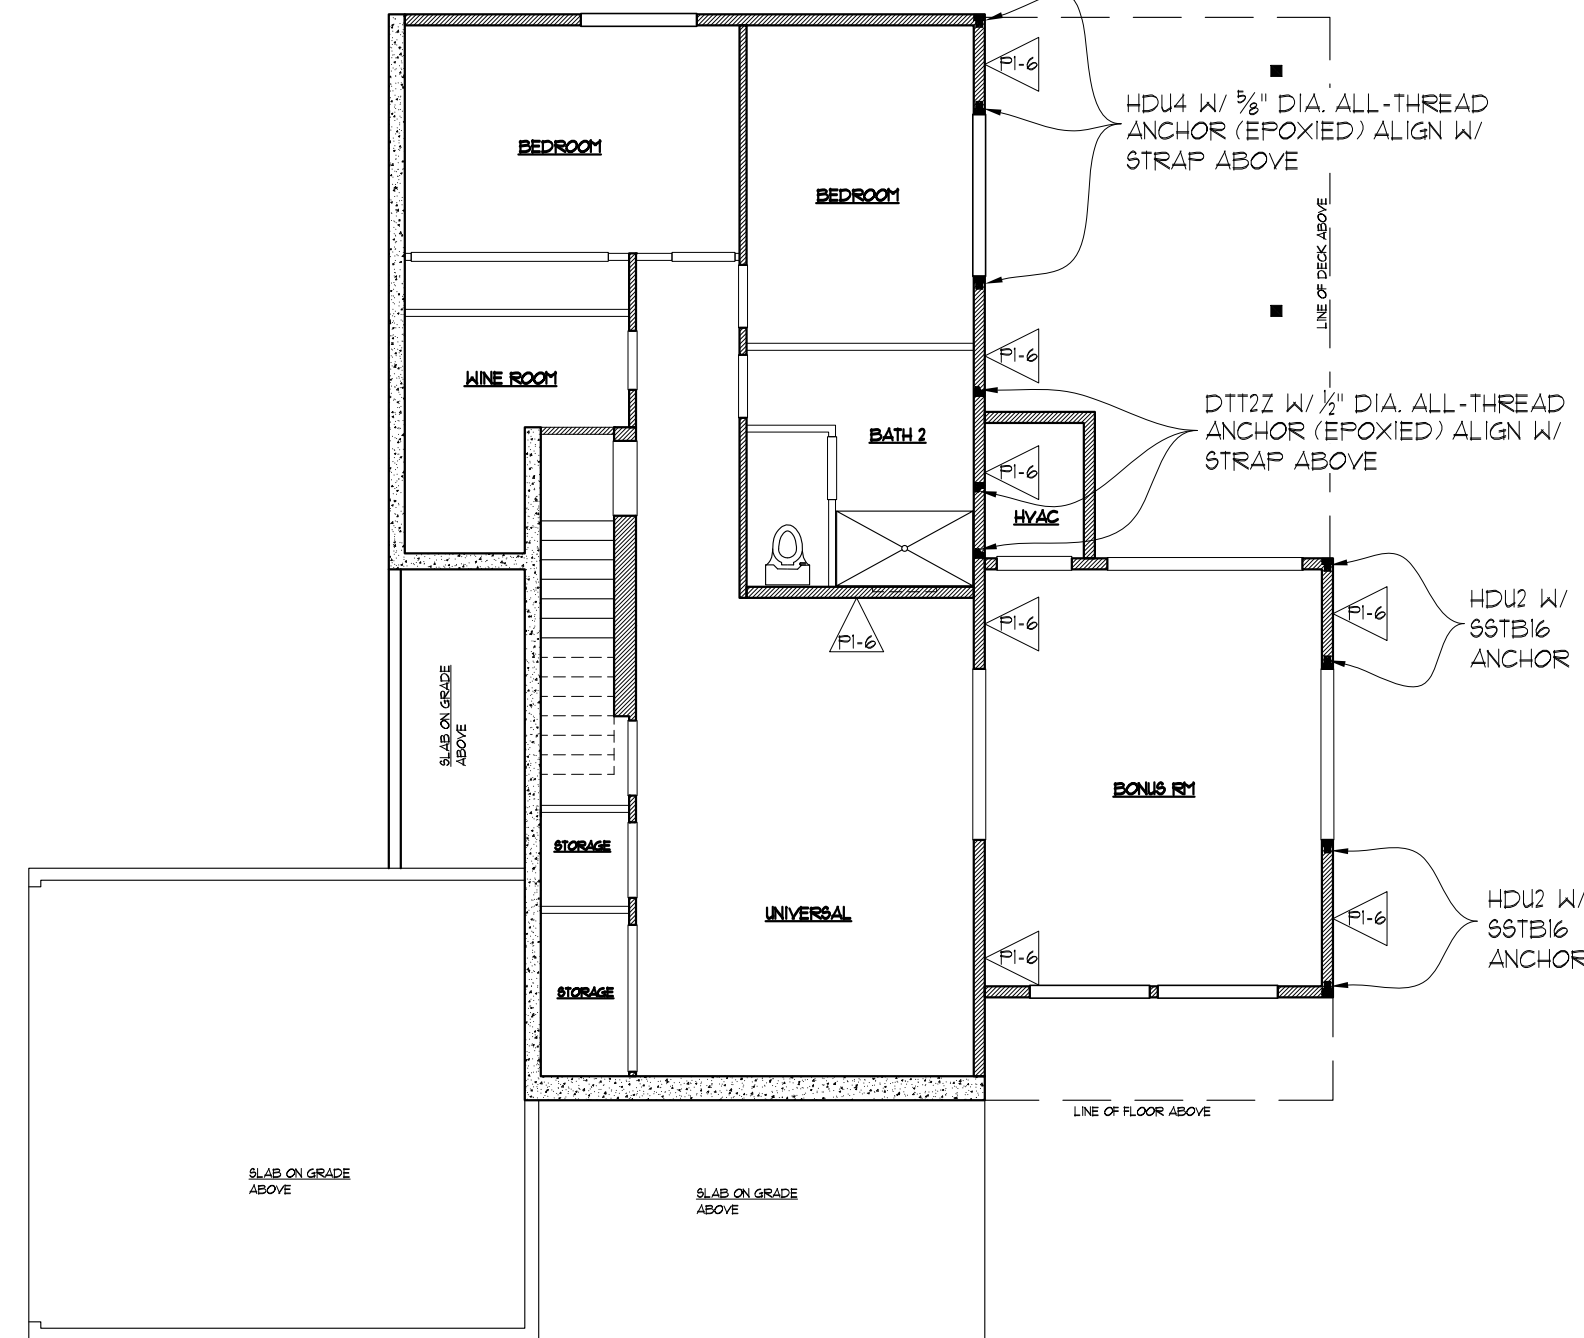 P1-6
HDU4 W/ 5/8" DIA. ALL-THREAD
ANCHOR (EPOXIED) ALIGN W/
STRAP ABOVE
BEDROOM
BEDROOM
LINE OF DECK ABOVE
P1-6
WINE ROOM
DTT2Z W/ 1/2" DIA. ALL-THREAD
ANCHOR (EPOXIED) ALIGN W/
STRAP ABOVE
BATH 2
P1-6
HVAC
HDU2 W/
SSTB16
ANCHOR
P1-6
P1-6
P1-6
SLAB ON GRADE
ABOVE
BONUS RM
STORAGE
UNIVERSAL
HDU2 W/
SSTB16
ANCHOR
P1-6
P1-6
STORAGE
LINE OF FLOOR ABOVE
SLAB ON GRADE
ABOVE
SLAB ON GRADE
ABOVE